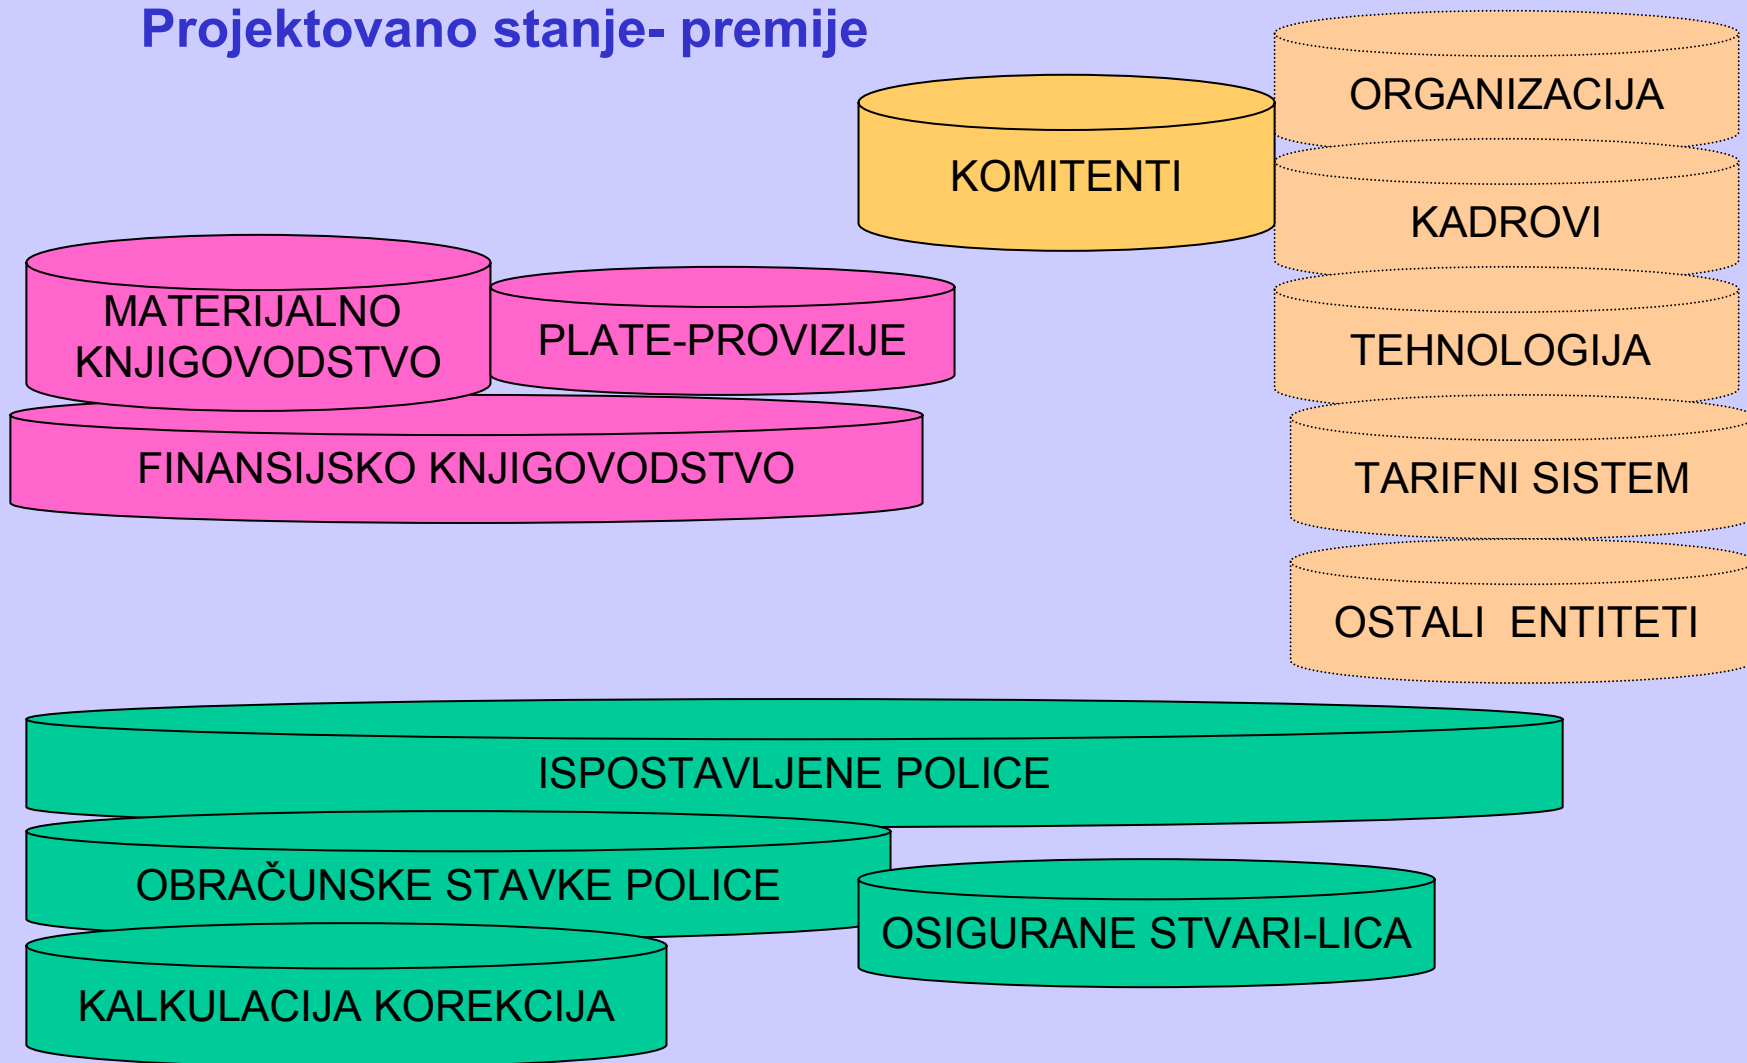 Projektovano stanje- premije
ORGANIZACIJA
KOMITENTI
KADROVI
MATERIJALNO
KNJIGOVODSTVO
PLATE-PROVIZIJE
TEHNOLOGIJA
FINANSIJSKO KNJIGOVODSTVO
TARIFNI SISTEM
OSTALI ENTITETI
ISPOSTAVLJENE POLICE
OBRAČUNSKE STAVKE POLICE
OSIGURANE STVARI-LICA
KALKULACIJA KOREKCIJA